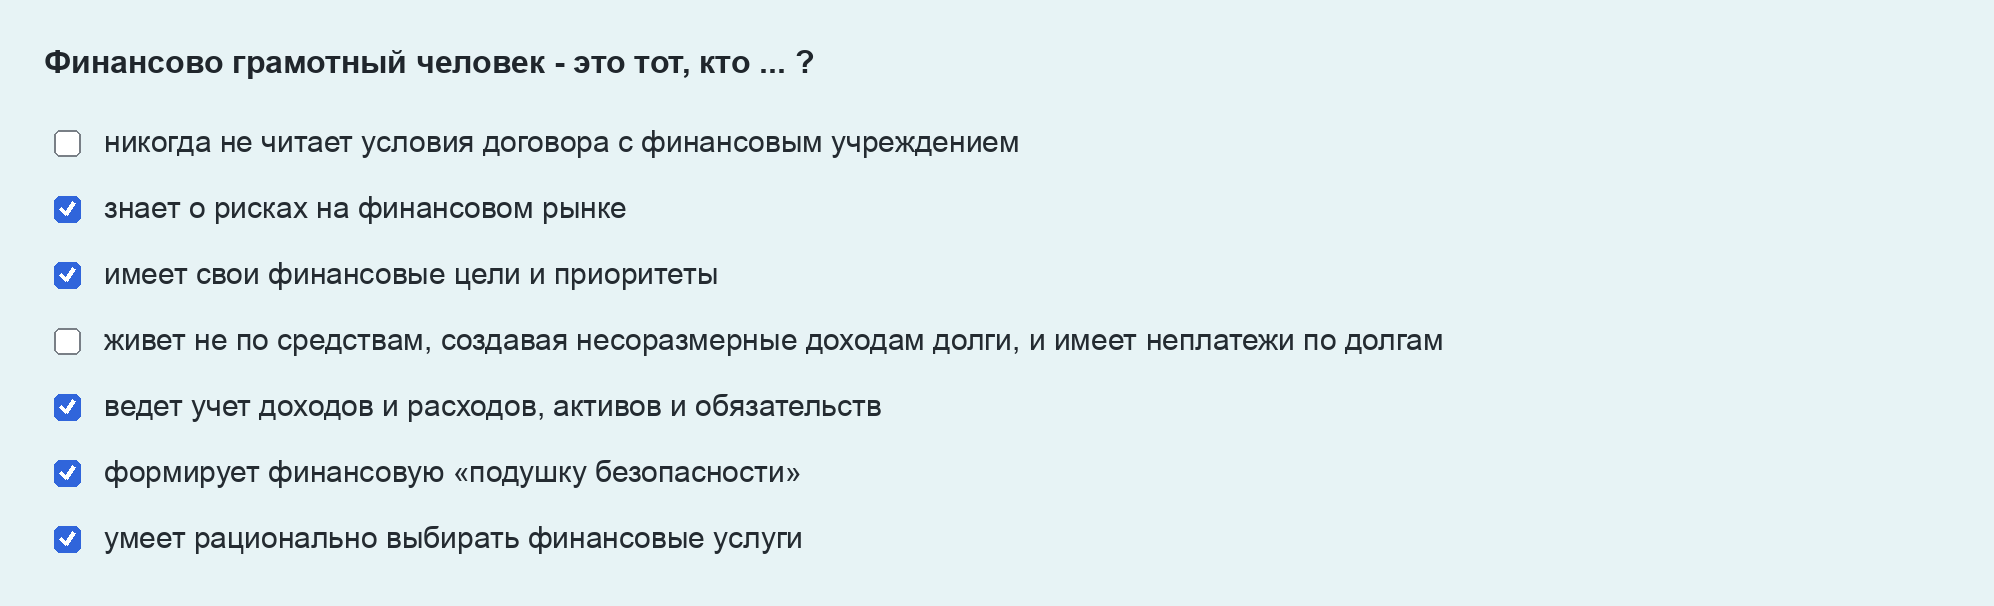 Финансово грамотный человек - это тот, кто ... ?
никогда не читает условия договора с финансовым учреждением
знает о рисках на финансовом рынке
имеет свои финансовые цели и приоритеты
живет не по средствам, создавая несоразмерные доходам долги, и имеет неплатежи по долгам
ведет учет доходов и расходов, активов и обязательств
формирует финансовую «подушку безопасности»
умеет рационально выбирать финансовые услуги